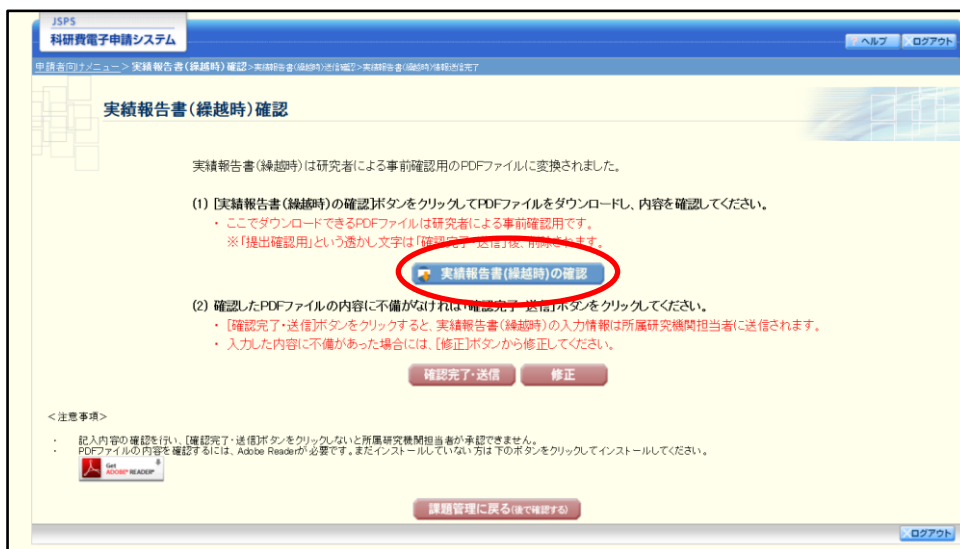 JSPS
科研費電子申請システム
ヘルプ
ログアウト
申請者向けメニュー>実績報告書(繰越時)確認>実績報告書(繰越時)送信確認>実績報告書(繰越時)情報送信完了
実績報告書(繰越時)確認
実績報告書(繰越時)は研究者による事前確認用のPDFファイルに変換されました。
(1) [実績報告書(繰越時)の確認]ボタンをクリックしてPDFファイルをダウンロードし、内容を確認してください。
・ ここでダウンロードできるPDFファイルは研究者による事前確認用です。
※「提出確認用」という透かし文字は「確認完了・送信」後、削除されます。
実績報告書(繰越時)の確認
(2) 確認したPDFファイルの内容に不備がなければ「確認完了・送信]ボタンをクリックしてください。
・ [確認完了・送信]ボタンをクリックすると、実績報告書(繰越時)の入力情報は所属研究機関担当者に送信されます。
・ 入力した内容に不備があった場合には、[修正]ボタンから修正してください。
確認完了・送信
修正
<注意事項>
・ 記入内容の確認を行い、[確認完了・送信]ボタンをクリックしないと所属研究機関担当者が承認できません。
・ PDFファイルの内容を確認するには、Adobe Readerが必要です。まだインストールしていない方は下のボタンをクリックしてインストールしてください。
Get
ADOBE® READER®
課題管理に戻る(後で確認する)
ログアウト